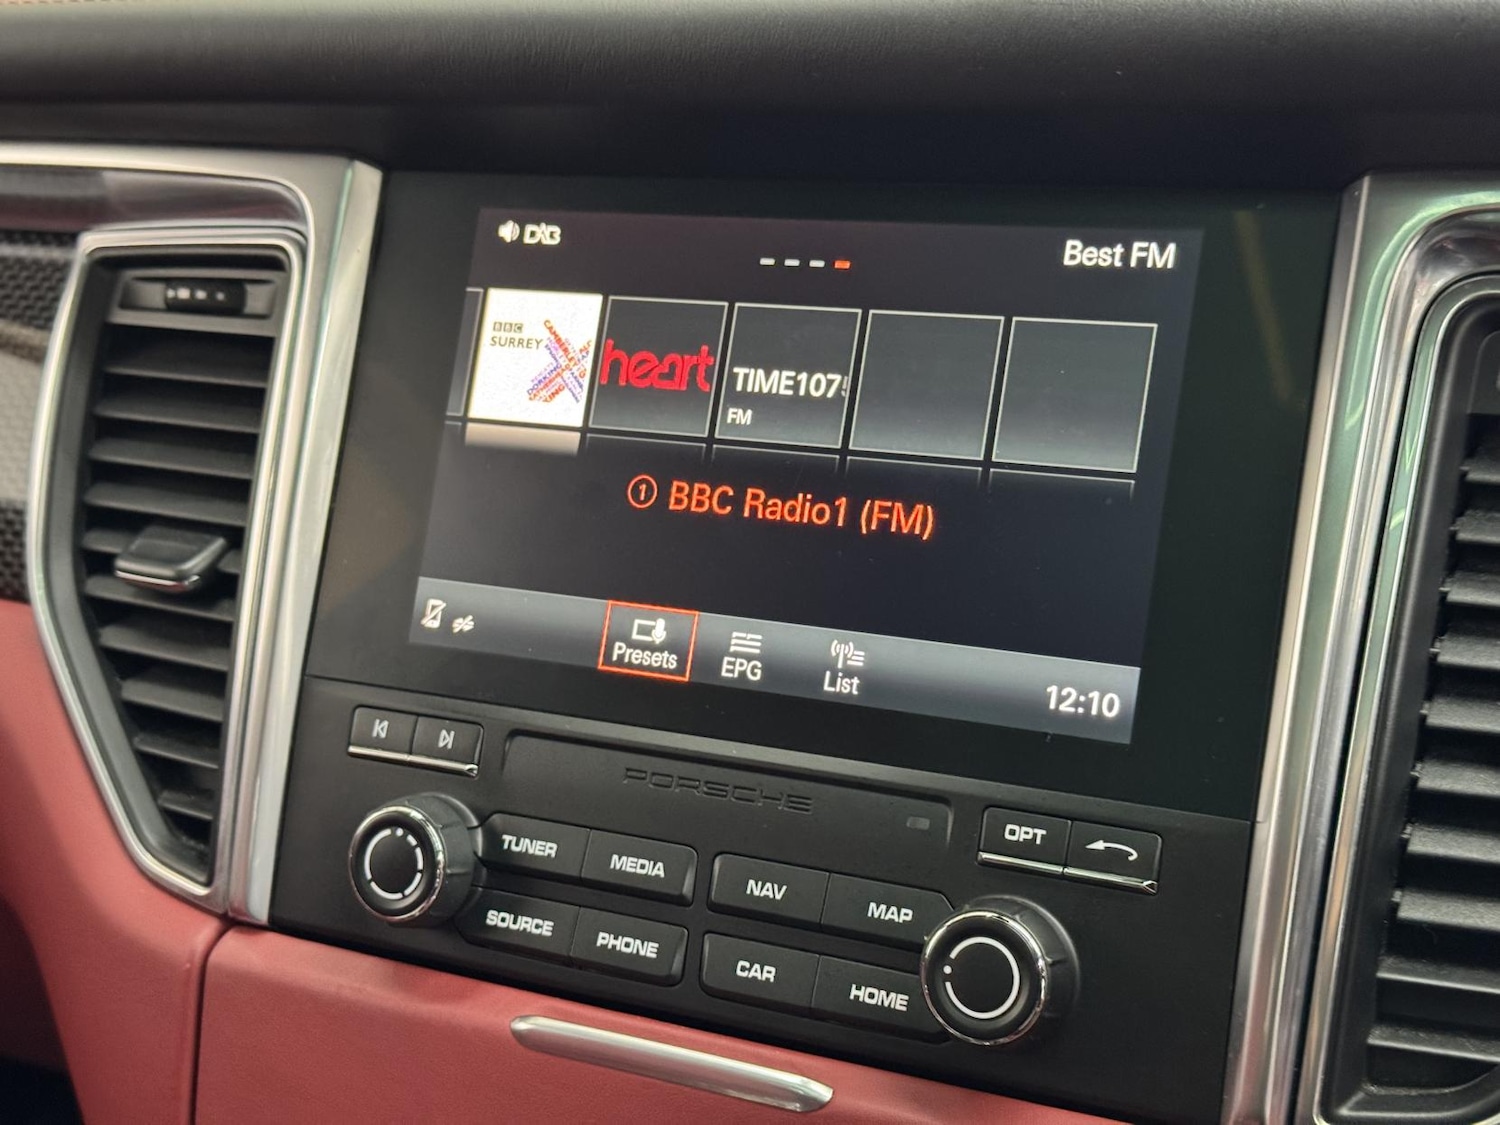 DAB
Best FM
BBC
SURREY
heart
TIME107
FM
1 BBC Radio1 (FM)
Presets
EPG
List
12:10
PORSCHE
TUNER
MEDIA
SOURCE
PHONE
NAV
MAP
CAR
HOME
OPT